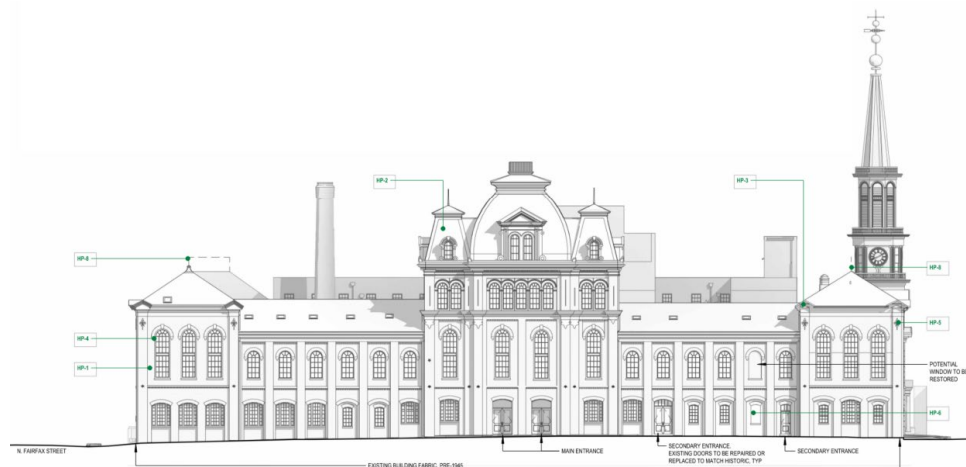 HP-2
HP-3
HP-8
HP-8
HP-5
HP-4
HP-1
POTENTIAL
WINDOW TO BE
RESTORED
HP-6
N. FAIRFAX STREET
MAIN ENTRANCE
SECONDARY ENTRANCE.
EXISTING DOORS TO BE REPAIRED OR
REPLACED TO MATCH HISTORIC, TYP
SECONDARY ENTRANCE
EXISTING BUILDING FABRIC, PRE-1946